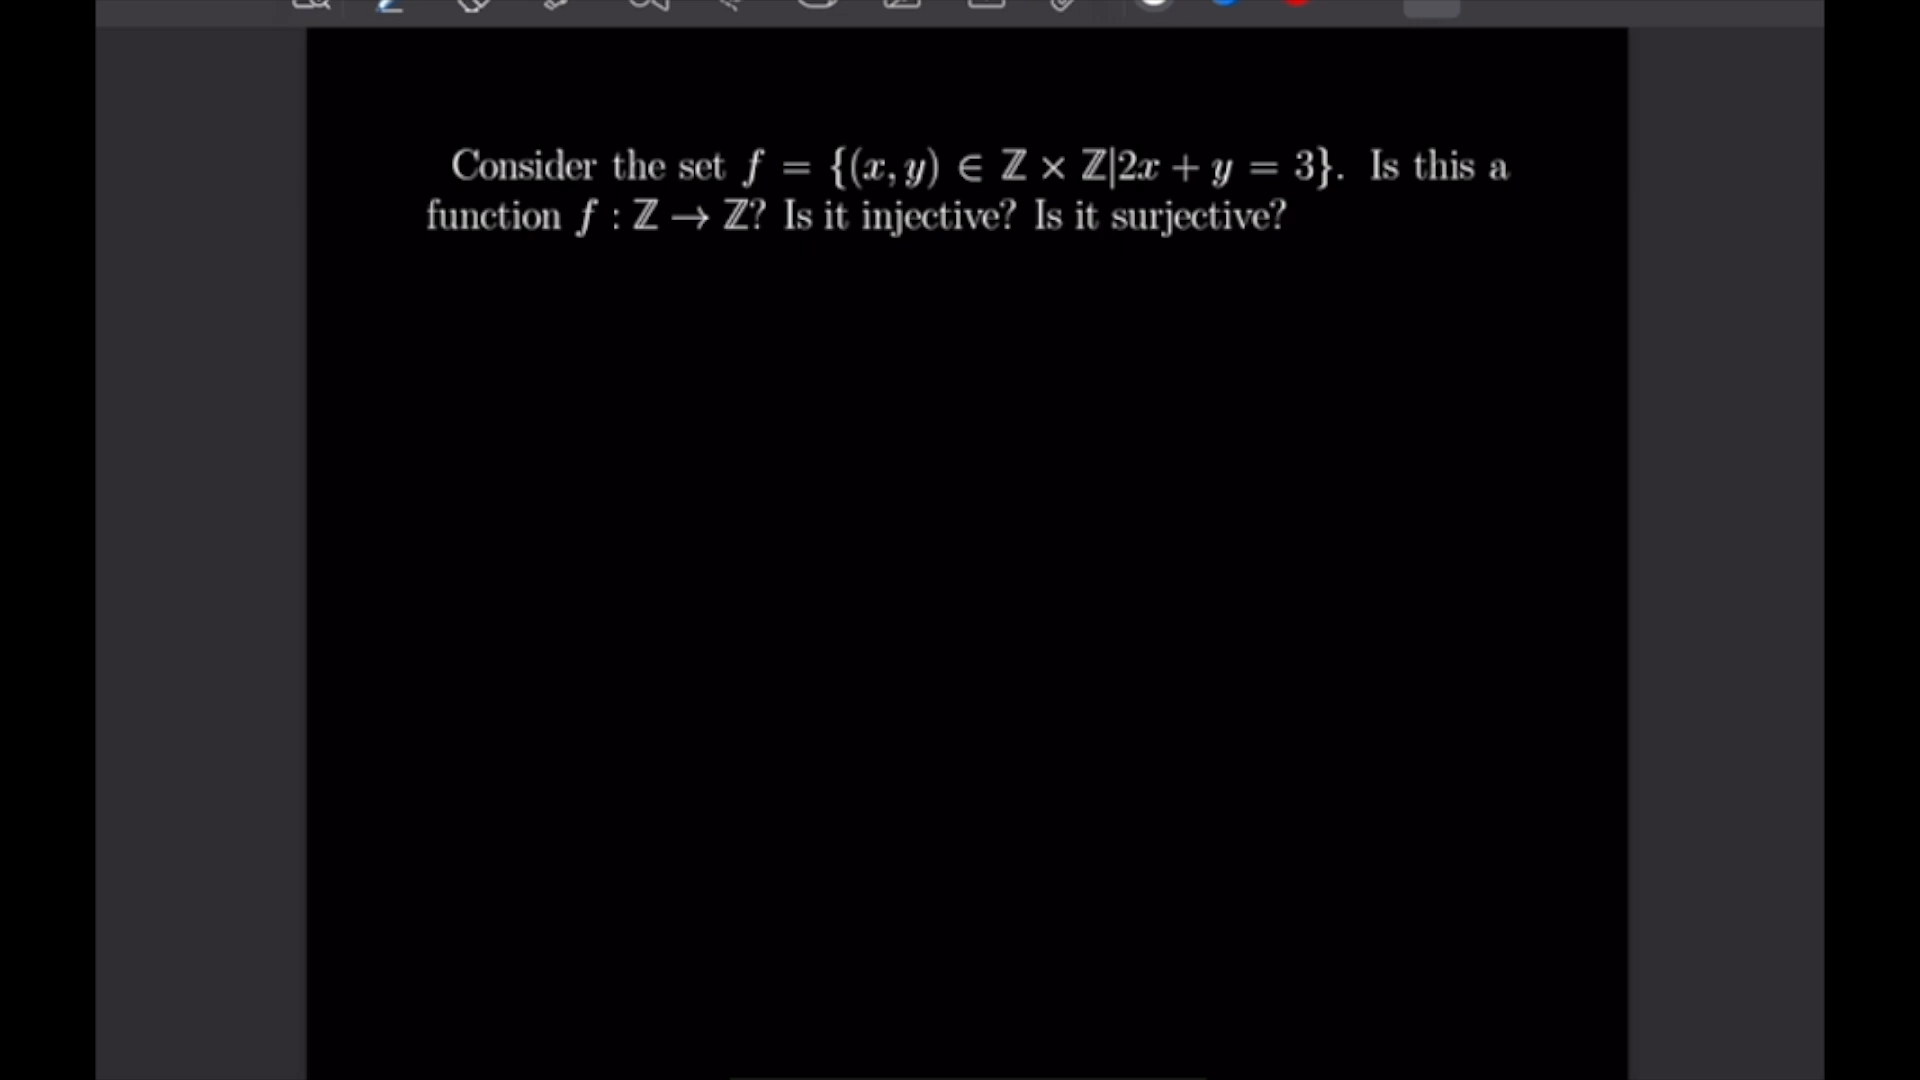 Consider the set f = {(x, y) ∈ ℤ × ℤ|2x + y = 3}. Is this a
function f : ℤ → ℤ? Is it injective? Is it surjective?